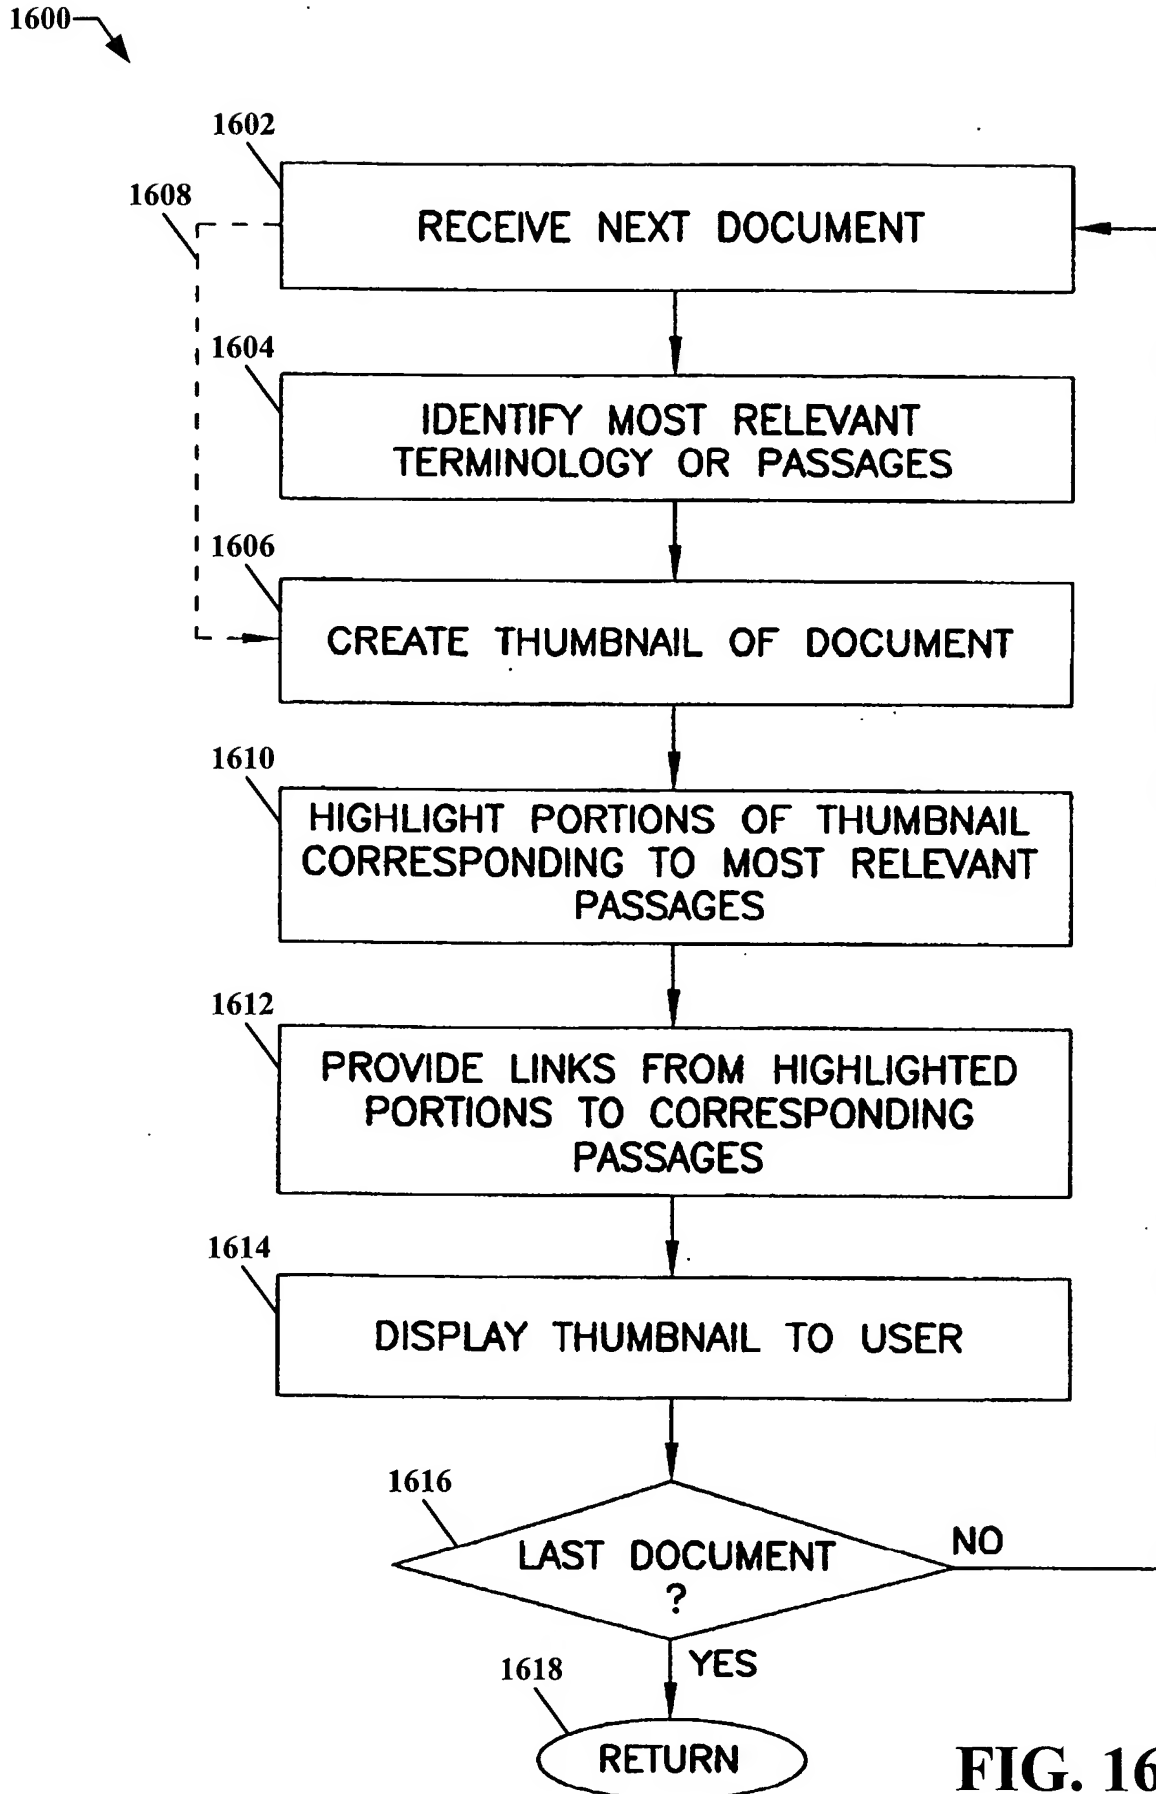 1600
1602
1608
RECEIVE NEXT DOCUMENT
1604
IDENTIFY MOST RELEVANT
TERMINOLOGY OR PASSAGES
1606
CREATE THUMBNAIL OF DOCUMENT
1610
HIGHLIGHT PORTIONS OF THUMBNAIL
CORRESPONDING TO MOST RELEVANT
PASSAGES
1612
PROVIDE LINKS FROM HIGHLIGHTED
PORTIONS TO CORRESPONDING
PASSAGES
1614
DISPLAY THUMBNAIL TO USER
1616
LAST DOCUMENT
?
NO
YES
1618
RETURN
FIG. 16